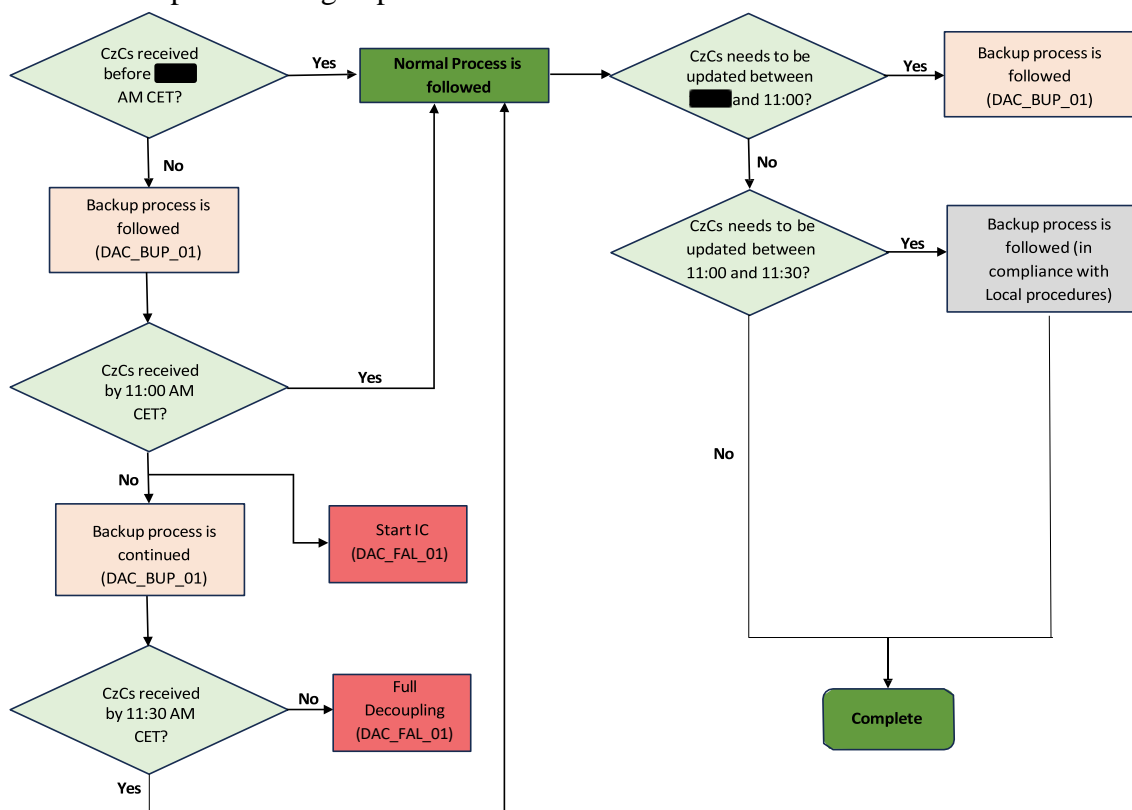 CzCs received
before
AM CET?
Yes
Normal Process is
followed
CzCs needs to be
updated between
and 11:00?
Yes
Backup process is
followed
(DAC_BUP_01)
No
Backup process is
followed
(DAC_BUP_01)
No
CzCs needs to be
updated between
11:00 and 11:30?
Yes
Backup process is
followed (in
compliance with
Local procedures)
CzCs received
by 11:00 AM
CET?
Yes
No
No
Backup process is
continued
(DAC_BUP_01)
Start IC
(DAC_FAL_01)
CzCs received
by 11:30 AM
CET?
No
Full
Decoupling
(DAC_FAL_01)
Complete
Yes